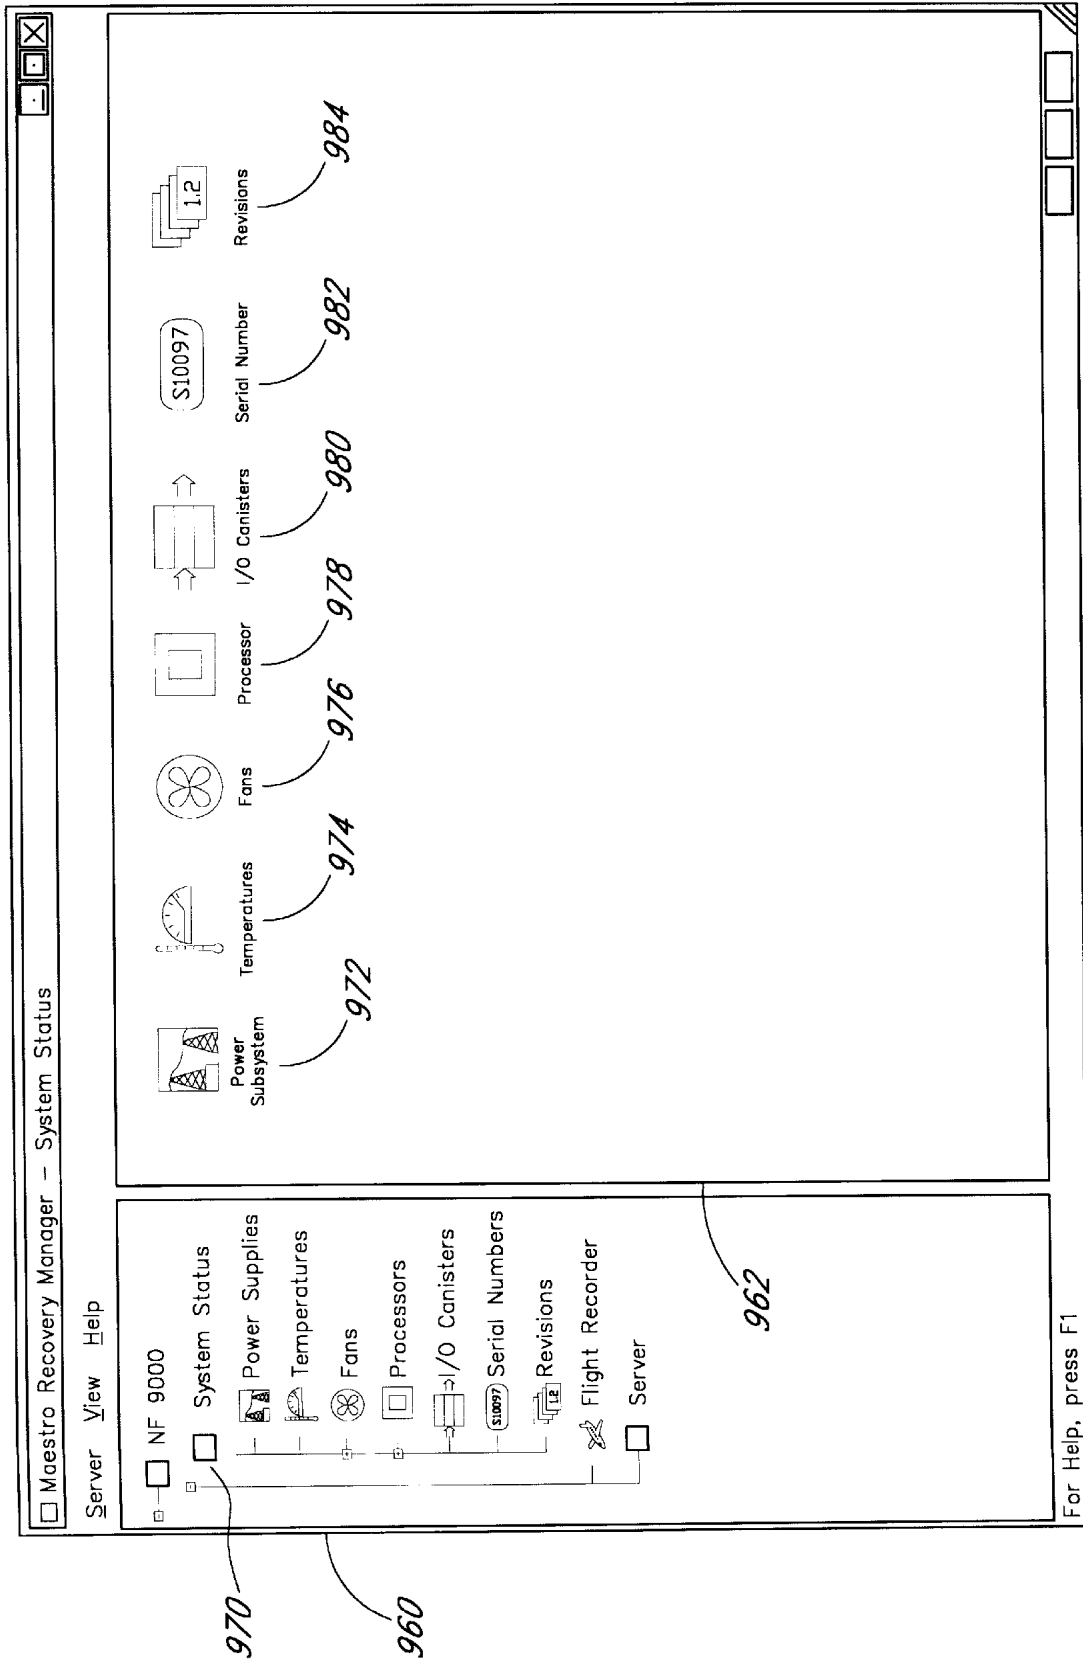 Maestro Recovery Manager – System Status
Server View Help
NF 9000
System Status
Power Supplies
Temperatures
Fans
Processors
I/O Canisters
S10097 Serial Numbers
1.2 Revisions
Flight Recorder
Server
970
960
S10097
1.2
Power
Subsystem
Temperatures
Fans
Processor
I/O Canisters
Serial Number
Revisions
972
974
976
978
980
982
984
962
For Help, press F1